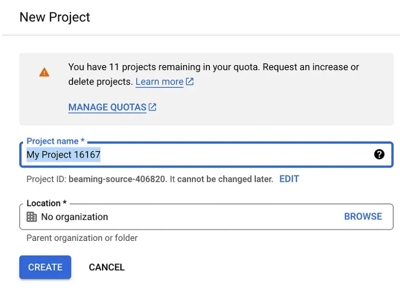 New Project
You have 11 projects remaining in your quota. Request an increase or
delete projects. Learn more
MANAGE QUOTAS
Project name *
My Project 16167
Project ID: beaming-source-406820. It cannot be changed later. EDIT
Location *
No organization BROWSE
Parent organization or folder
CREATE CANCEL